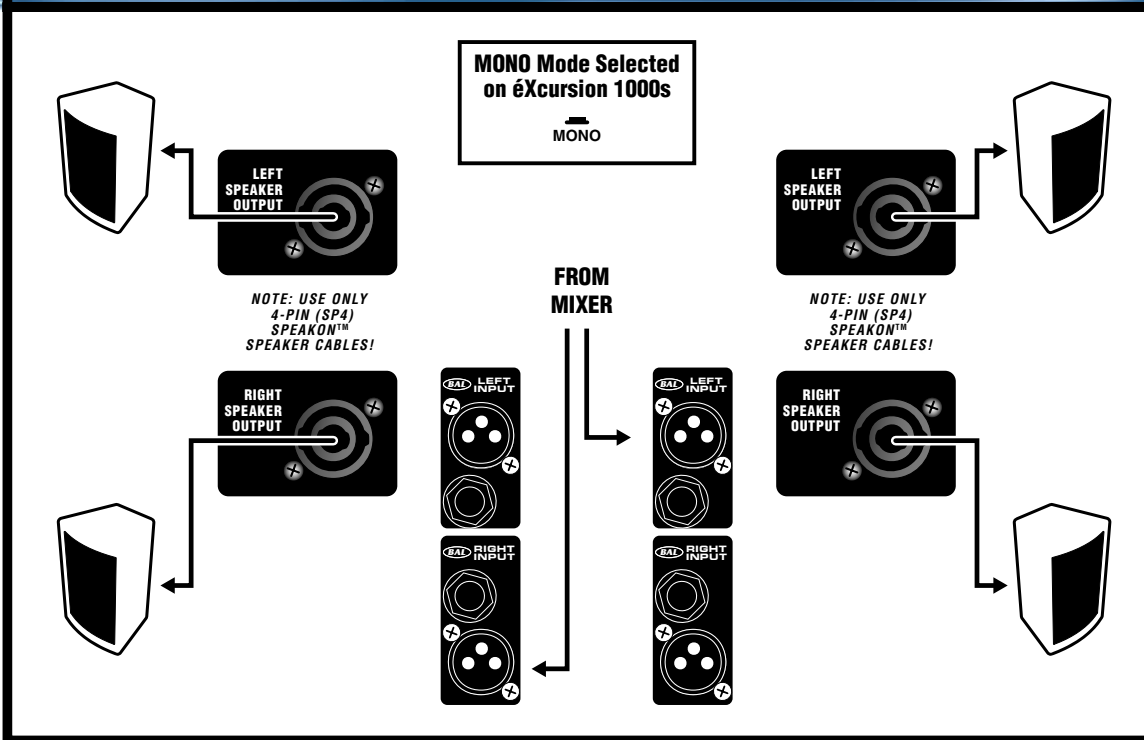 MONO Mode Selected
on éXcursion 1000s
MONO
LEFT
SPEAKER
OUTPUT
NOTE: USE ONLY
4-PIN (SP4)
SPEAKON™
SPEAKER CABLES!
RIGHT
SPEAKER
OUTPUT
FROM
MIXER
BAL LEFT
INPUT
BAL RIGHT
INPUT
BAL LEFT
INPUT
BAL RIGHT
INPUT
LEFT
SPEAKER
OUTPUT
NOTE: USE ONLY
4-PIN (SP4)
SPEAKON™
SPEAKER CABLES!
RIGHT
SPEAKER
OUTPUT